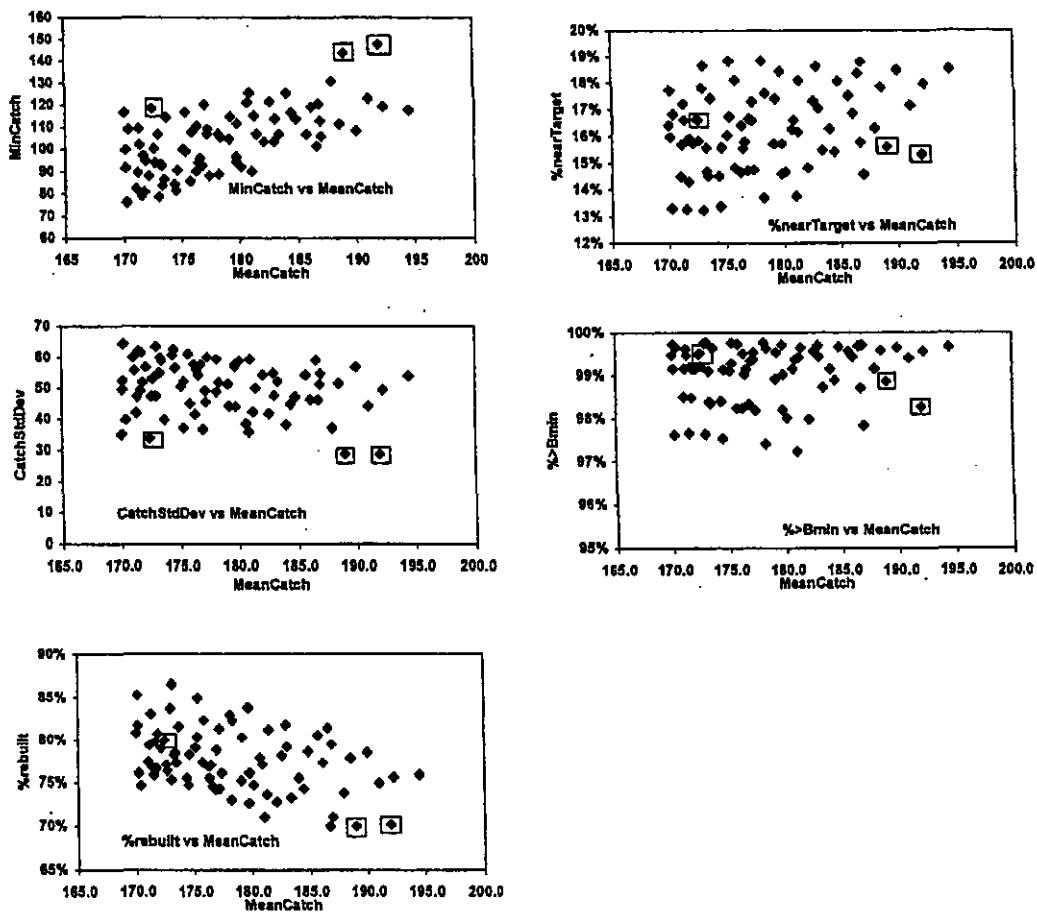 160
150
140
130
120
110
100
90
80
70
60
MinCatch
MinCatch vs MeanCatch
165 170 175 180 185 190 195 200
MeanCatch
20%
19%
18%
17%
16%
15%
14%
13%
12%
%nearTarget
%nearTarget vs MeanCatch
165.0 170.0 175.0 180.0 185.0 190.0 195.0 200.0
MeanCatch
70
60
50
40
30
20
10
0
CatchStdDev
CatchStdDev vs MeanCatch
165.0 170.0 175.0 180.0 185.0 190.0 195.0 200.0
MeanCatch
100%
99%
98%
97%
96%
95%
%>Bmin
%>Bmin vs MeanCatch
165.0 170.0 175.0 180.0 185.0 190.0 195.0 200.0
MeanCatch
90%
85%
80%
75%
70%
65%
%rebuilt
%rebuilt vs MeanCatch
165.0 170.0 175.0 180.0 185.0 190.0 195.0 200.0
MeanCatch